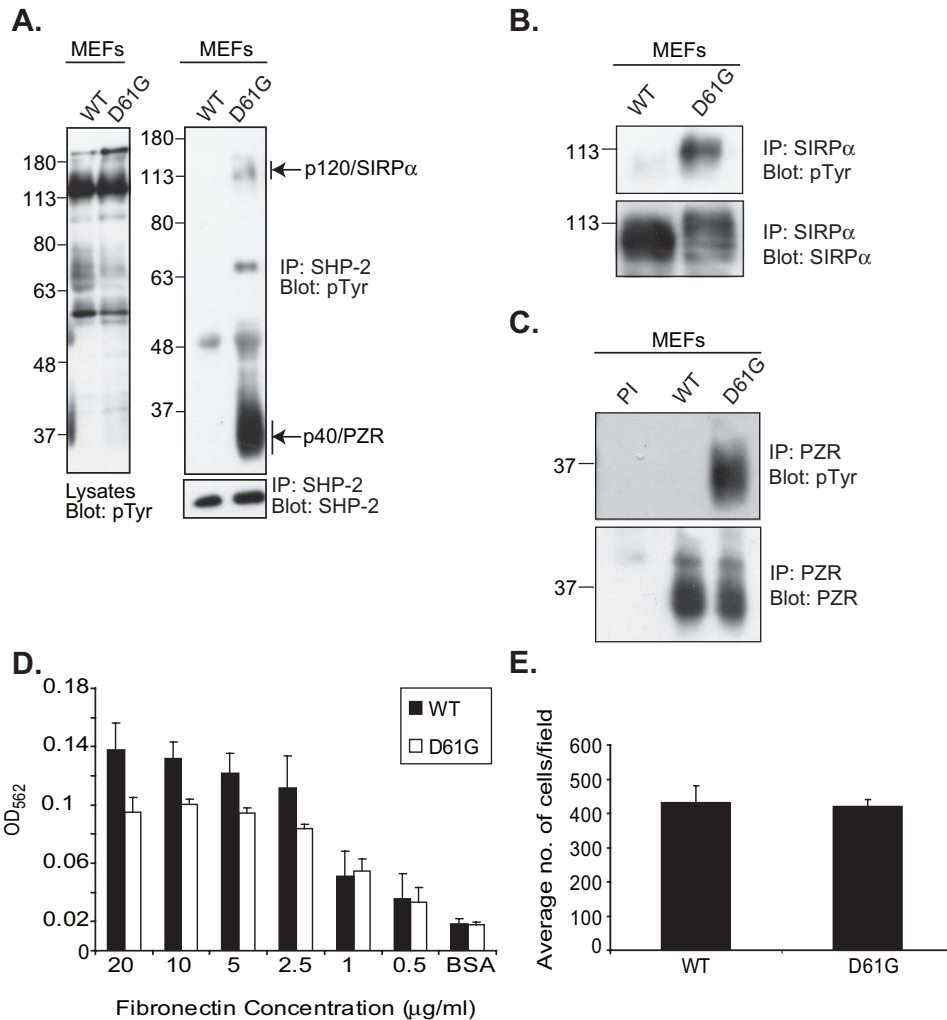 A.
MEFs
WT
D61G
180
113
80
63
48
37
Lysates
Blot: pTyr
MEFs
WT
D61G
180
113
80
63
48
37
p120/SIRPα
IP: SHP-2
Blot: pTyr
p40/PZR
IP: SHP-2
Blot: SHP-2
B.
MEFs
WT
D61G
113
IP: SIRPα
Blot: pTyr
113
IP: SIRPα
Blot: SIRPα
C.
MEFs
PI
WT
D61G
37
IP: PZR
Blot: pTyr
37
IP: PZR
Blot: PZR
D.
0.18
0.14
0.1
0.06
0.02
0
OD562
WT
D61G
20 10 5 2.5 1 0.5 BSA
Fibronectin Concentration (μg/ml)
E.
Average no. of cells/field
600
500
400
300
200
100
0
WT D61G